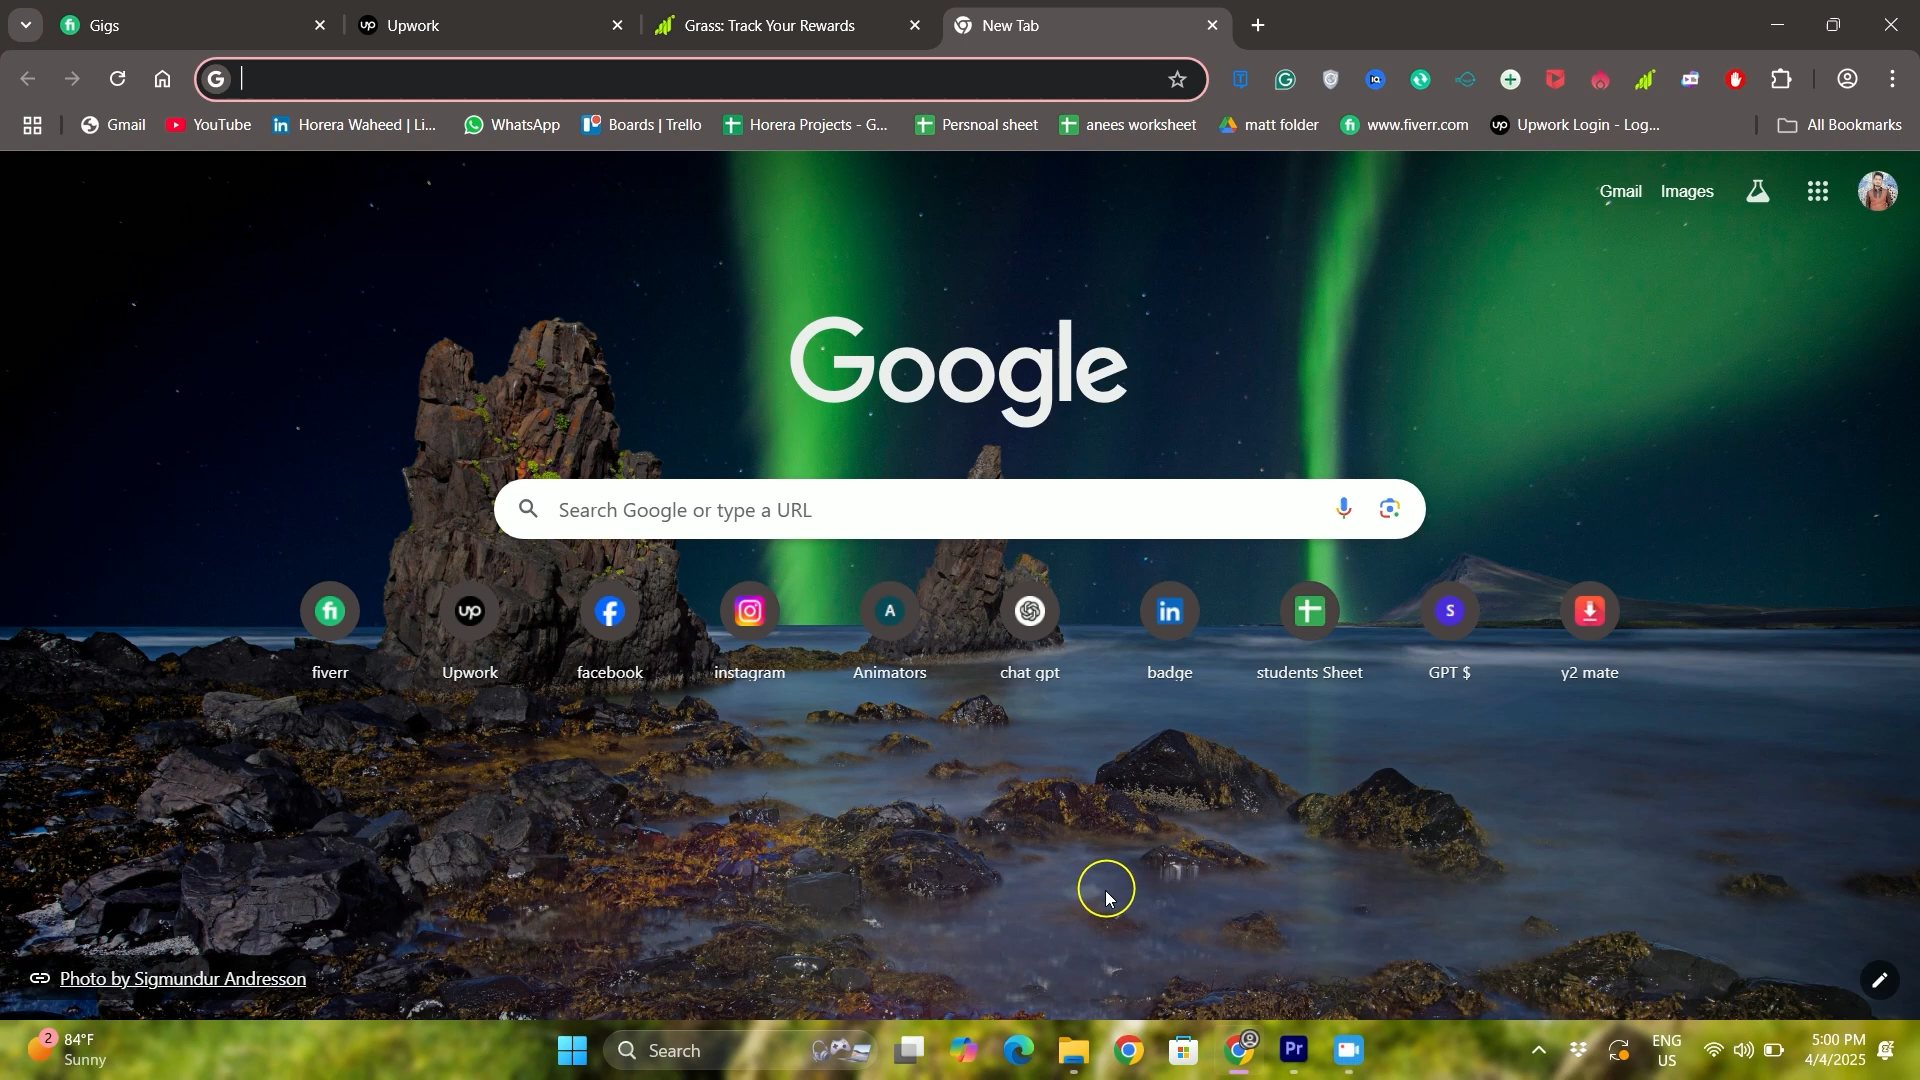 Gigs
Upwork
Grass: Track Your Rewards
New Tab
Gmail
YouTube
Horera Waheed | Li...
WhatsApp
Boards | Trello
Horera Projects - G...
Persnoal sheet
anees worksheet
matt folder
www.fiverr.com
Upwork Login - Log...
All Bookmarks
Gmail
Images
Google
Search Google or type a URL
fiverr
Upwork
facebook
instagram
A
Animators
chat gpt
badge
students Sheet
S
GPT $
y2 mate
Photo by Sigmundur Andresson
2
84°F
Sunny
Search
Pr
ENG
US
5:00 PM
4/4/2025